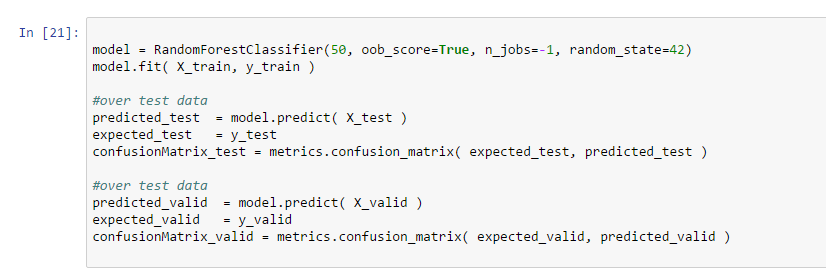 In [21]:
model = RandomForestClassifier(50, oob_score=True, n_jobs=-1, random_state=42)
model.fit( X_train, y_train )
#over test data
predicted_test  = model.predict( X_test )
expected_test   = y_test
confusionMatrix_test = metrics.confusion_matrix( expected_test, predicted_test )
#over test data
predicted_valid  = model.predict( X_valid )
expected_valid   = y_valid
confusionMatrix_valid = metrics.confusion_matrix( expected_valid, predicted_valid )